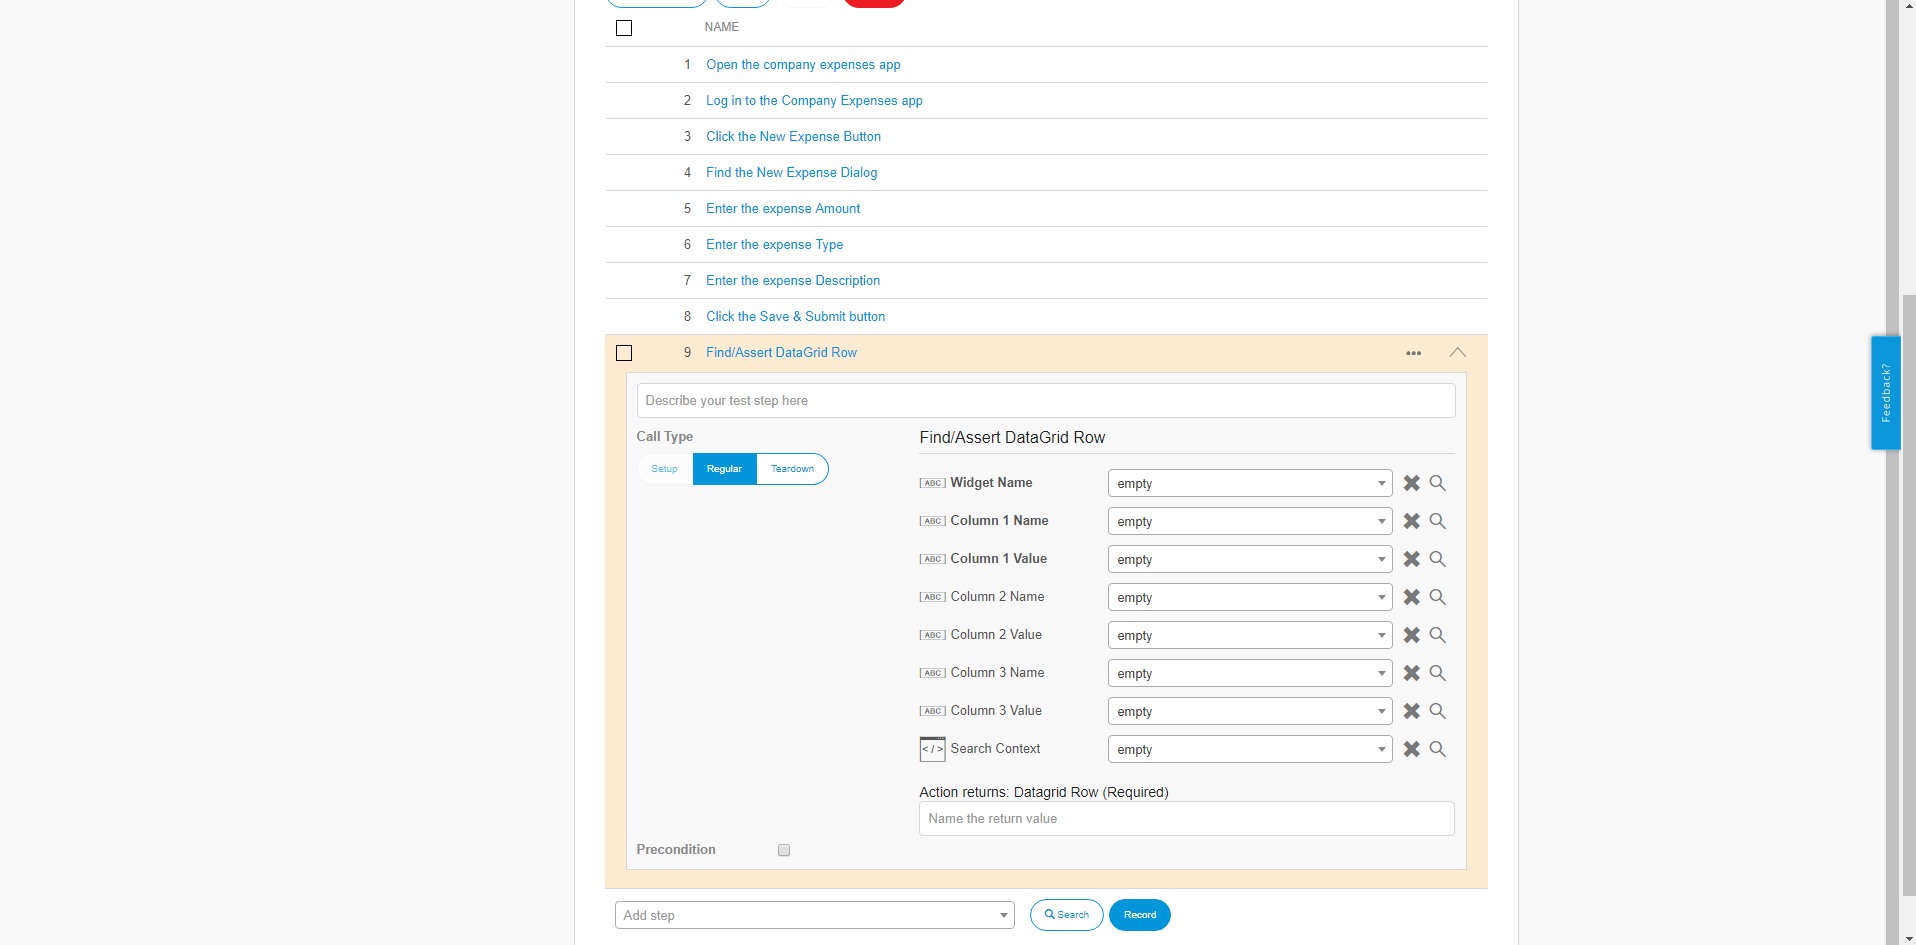 NAME
1 Open the company expenses app
2 Log in to the Company Expenses app
3 Click the New Expense Button
4 Find the New Expense Dialog
5 Enter the expense Amount
6 Enter the expense Type
7 Enter the expense Description
8 Click the Save & Submit button
9 Find/Assert DataGrid Row
Describe your test step here
Call Type
Find/Assert DataGrid Row
Setup Regular Teardown
ABC Widget Name empty
ABC Column 1 Name empty
ABC Column 1 Value empty
ABC Column 2 Name empty
ABC Column 2 Value empty
ABC Column 3 Name empty
ABC Column 3 Value empty
</> Search Context empty
Action returns: Datagrid Row (Required)
Name the return value
Precondition
Add step Search Record
Feedback?